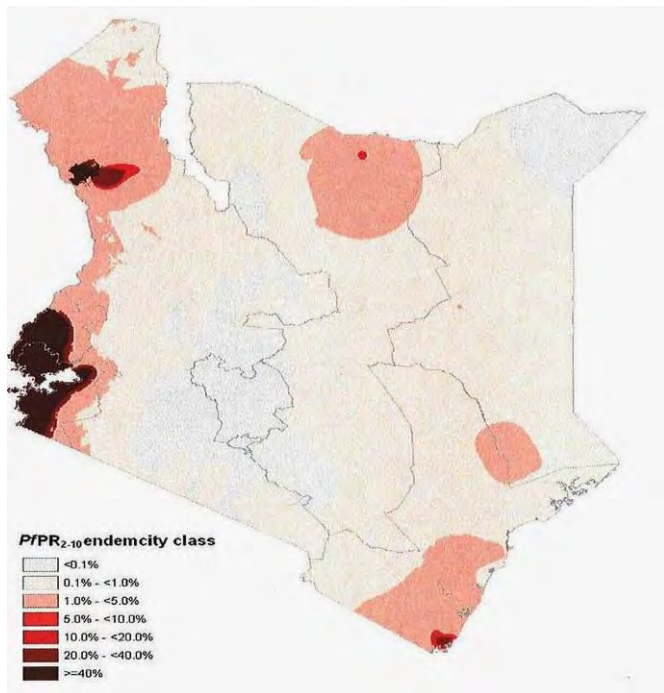 PfPR2-10 endemcity class
<0.1%
0.1% - <1.0%
1.0% - <5.0%
5.0% - <10.0%
10.0% - <20.0%
20.0% - <40.0%
>=40%